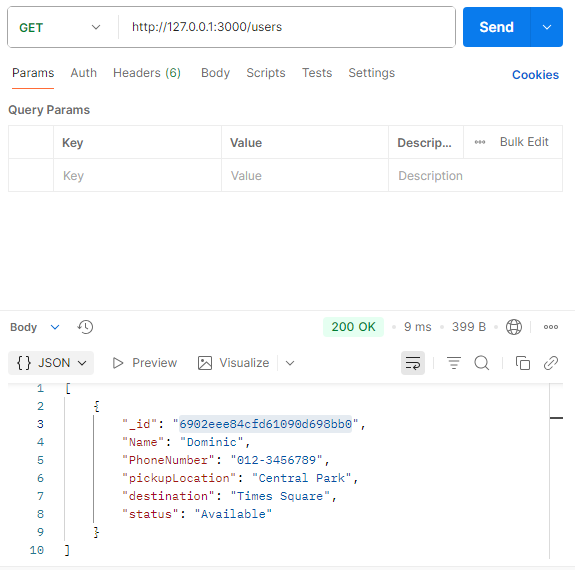 GET http://127.0.0.1:3000/users Send
Params Auth Headers (6) Body Scripts Tests Settings Cookies
Query Params
Key Value Descrip... Bulk Edit
Key Value Description
Body 200 OK 9 ms 399 B
{} JSON Preview Visualize
1 [
2 {
3 "_id": "6902eee84cfd61090d698bb0",
4 "Name": "Dominic",
5 "PhoneNumber": "012-3456789",
6 "pickupLocation": "Central Park",
7 "destination": "Times Square",
8 "status": "Available"
9 }
10 ]